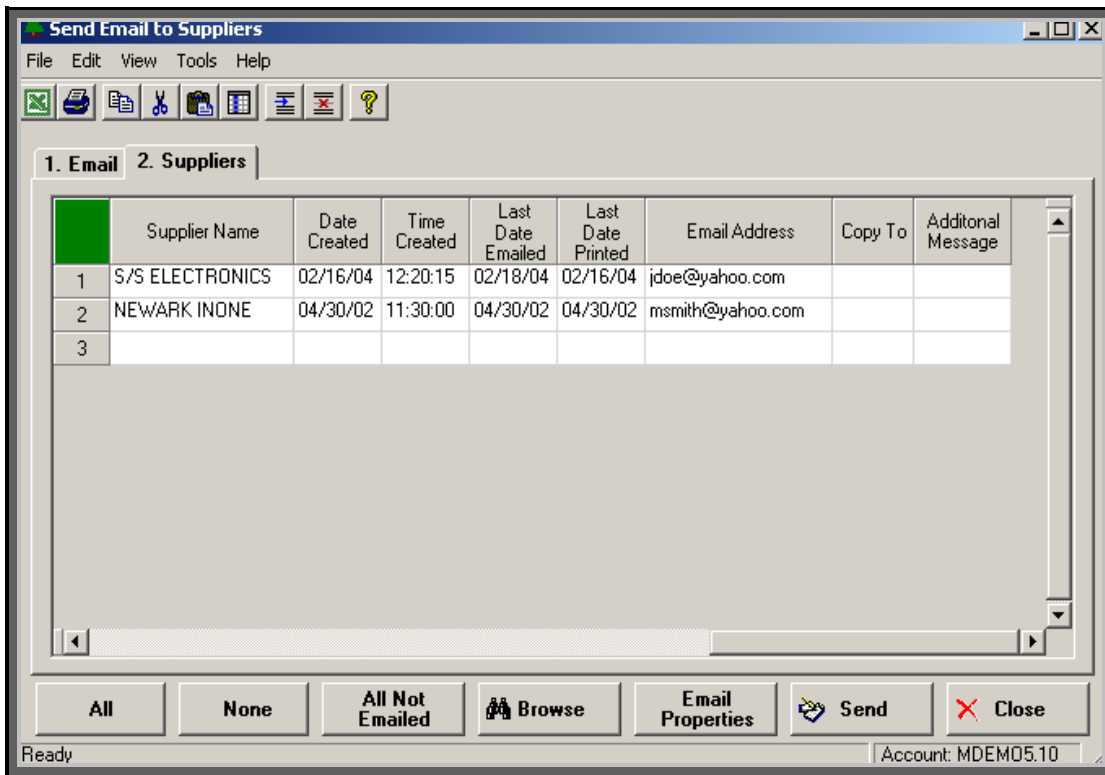 Send Email to Suppliers
File Edit View Tools Help
1. Email 2. Suppliers
Supplier Name Date Created Time Created Last Date Emailed Last Date Printed Email Address Copy To Additonal Message
1 S/S ELECTRONICS 02/16/04 12:20:15 02/18/04 02/16/04 jdoe@yahoo.com
2 NEWARK INONE 04/30/02 11:30:00 04/30/02 04/30/02 msmith@yahoo.com
3
All None All Not Emailed Browse Email Properties Send Close
Ready Account: MDEMO5.10